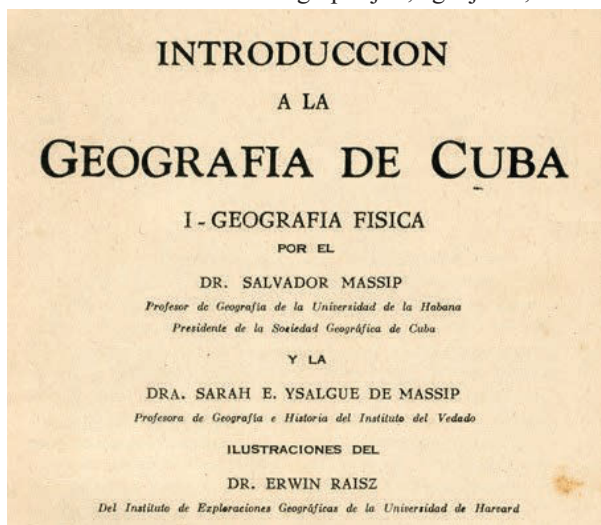 INTRODUCCION
A LA
GEOGRAFIA DE CUBA
I - GEOGRAFIA FISICA
POR EL
DR. SALVADOR MASSIP
Profesor de Geografía de la Universidad de la Habana
Presidente de la Sociedad Geográfica de Cuba
Y LA
DRA. SARAH E. YSALGUE DE MASSIP
Profesora de Geografía e Historia del Instituto del Vedado
ILUSTRACIONES DEL
DR. ERWIN RAISZ
Del Instituto de Exploraciones Geográficas de la Universidad de Harvard